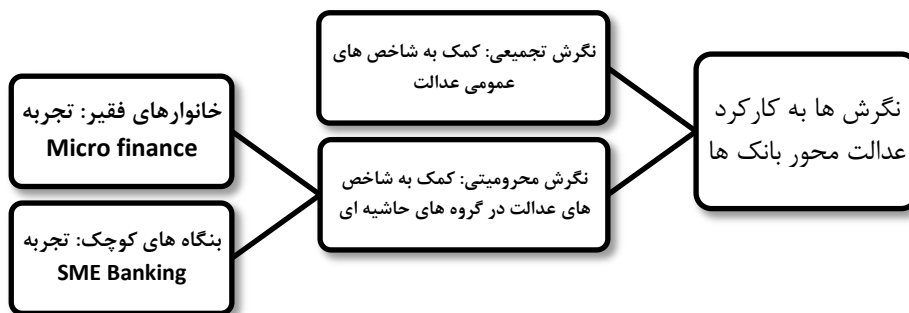 نگرش ها به کارکرد
عدالت محور بانک ها
نگرش تجمیعی: کمک به شاخص های
عمومی عدالت
نگرش محرومیتی: کمک به شاخص
های عدالت در گروه های حاشیه ای
خانوارهای فقیر: تجربه
Micro finance
بنگاه های کوچک: تجربه
SME Banking